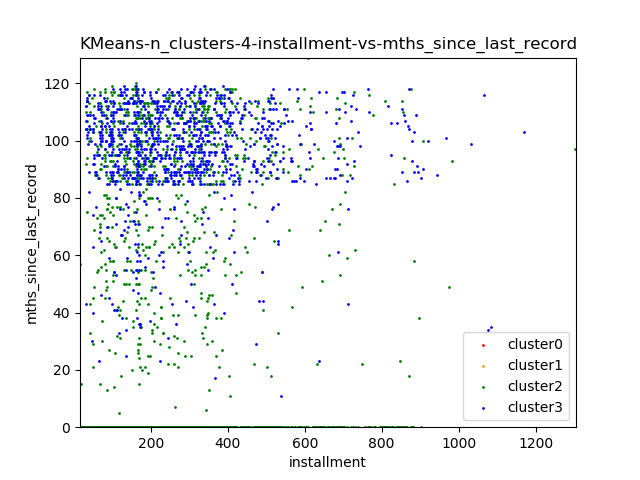 KMeans-n_clusters-4-installment-vs-mths_since_last_record
120
100
80
60
40
20
0
mths_since_last_record
cluster0
cluster1
cluster2
cluster3
200 400 600 800 1000 1200
installment